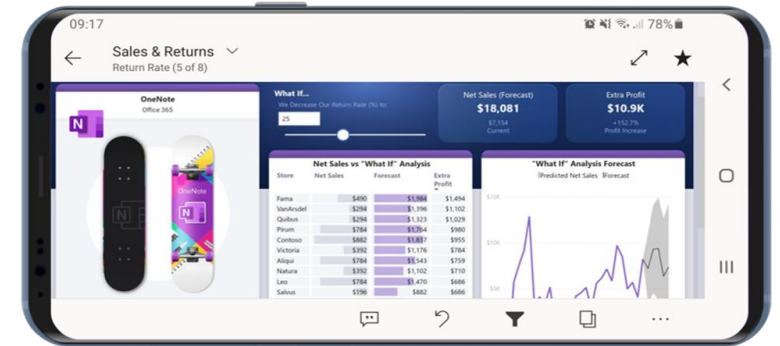 09:17
78%
Sales & Returns
Return Rate (5 of 8)
OneNote
Office 365
N
OneNote
N
N
What If...
We Decrease Our Return Rate (%) to:
25
Net Sales (Forecast)
$18,081
$7,154
Current
Extra Profit
$10.9K
+152.7%
Profit Increase
Net Sales vs "What If" Analysis
Store Net Sales Forecast Extra
Profit
Fama $490 $1,984 $1,494
VanArsdel $294 $1,396 $1,102
Quibus $294 $1,323 $1,029
Pirum $784 $1,764 $980
Contoso $882 $1,837 $955
Victoria $392 $1,176 $784
Aliqui $784 $1,543 $759
Natura $392 $1,102 $710
Leo $784 $1,470 $686
Salvus $196 $882 $686
"What If" Analysis Forecast
Predicted Net Sales Forecast
$10K
$5K